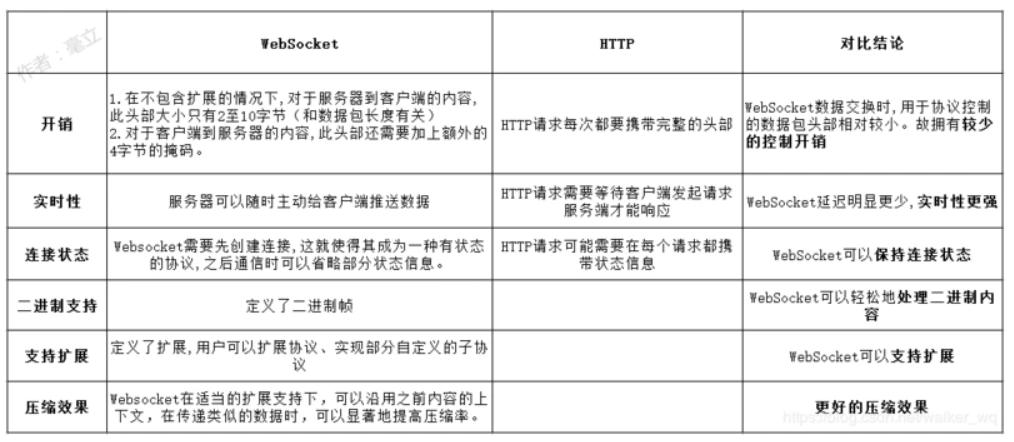 作者：毫立
WebSocket
HTTP
对比结论
开销
1.在不包含扩展的情况下,对于服务器到客户端的内容,
此头部大小只有2至10字节（和数据包长度有关）
2.对于客户端到服务器的内容,此头部还需要加上额外的
4字节的掩码。
HTTP请求每次都要携带完整的头部
WebSocket数据交换时,用于协议控制
的数据包头部相对较小。故拥有较少
的控制开销
实时性
服务器可以随时主动给客户端推送数据
HTTP请求需要等待客户端发起请求
服务端才能响应
WebSocket延迟明显更少,实时性更强
连接状态
Websocket需要先创建连接,这就使得其成为一种有状态
的协议,之后通信时可以省略部分状态信息。
HTTP请求可能需要在每个请求都携
带状态信息
WebSocket可以保持连接状态
二进制支持
定义了二进制帧
WebSocket可以轻松地处理二进制内
容
支持扩展
定义了扩展,用户可以扩展协议、实现部分自定义的子协
议
WebSocket可以支持扩展
压缩效果
Websocket在适当的扩展支持下，可以沿用之前内容的上
下文，在传递类似的数据时，可以显著地提高压缩率。
更好的压缩效果
https://blog.csdn.net/walker_wq